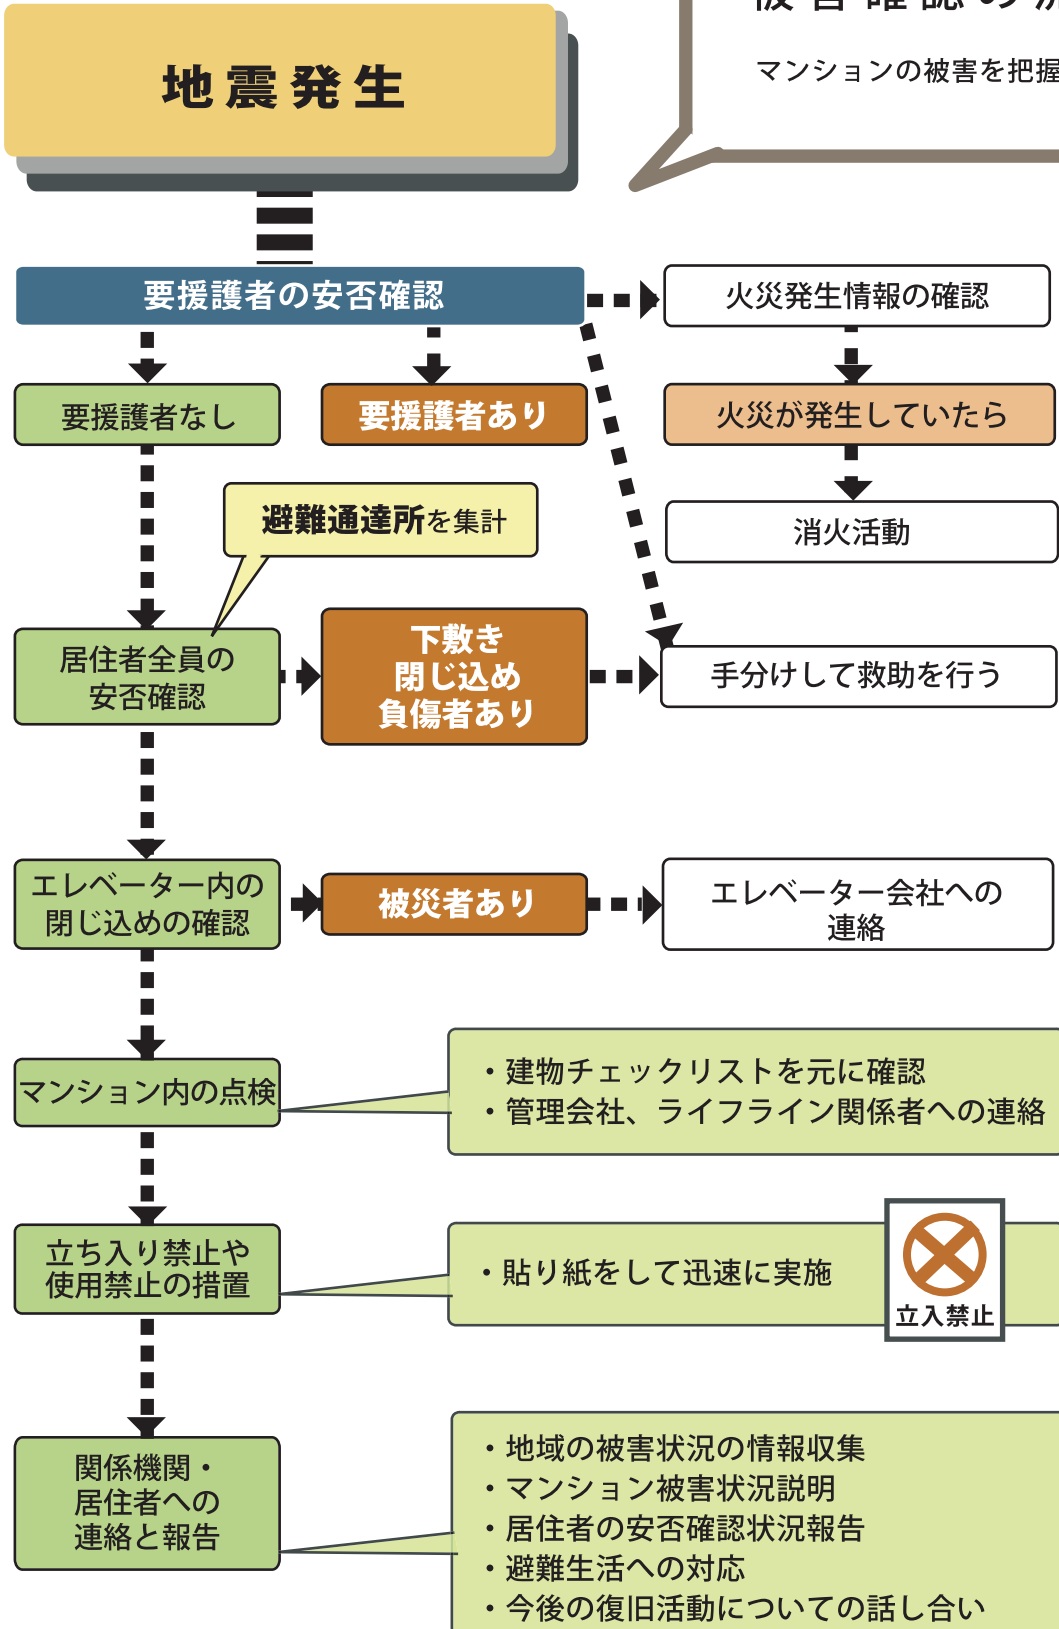 地震発生
被害確認の流
マンションの被害を把握
要援護者の安否確認
火災発生情報の確認
要援護者なし
要援護者あり
火災が発生していたら
避難通達所を集計
消火活動
居住者全員の
安否確認
下敷き
閉じ込め
負傷者あり
手分けして救助を行う
エレベーター内の
閉じ込めの確認
被災者あり
エレベーター会社への
連絡
マンション内の点検
・建物チェックリストを元に確認
・管理会社、ライフライン関係者への連絡
立ち入り禁止や
使用禁止の措置
・貼り紙をして迅速に実施
立入禁止
関係機関・
居住者への
連絡と報告
・地域の被害状況の情報収集
・マンション被害状況説明
・居住者の安否確認状況報告
・避難生活への対応
・今後の復旧活動についての話し合い